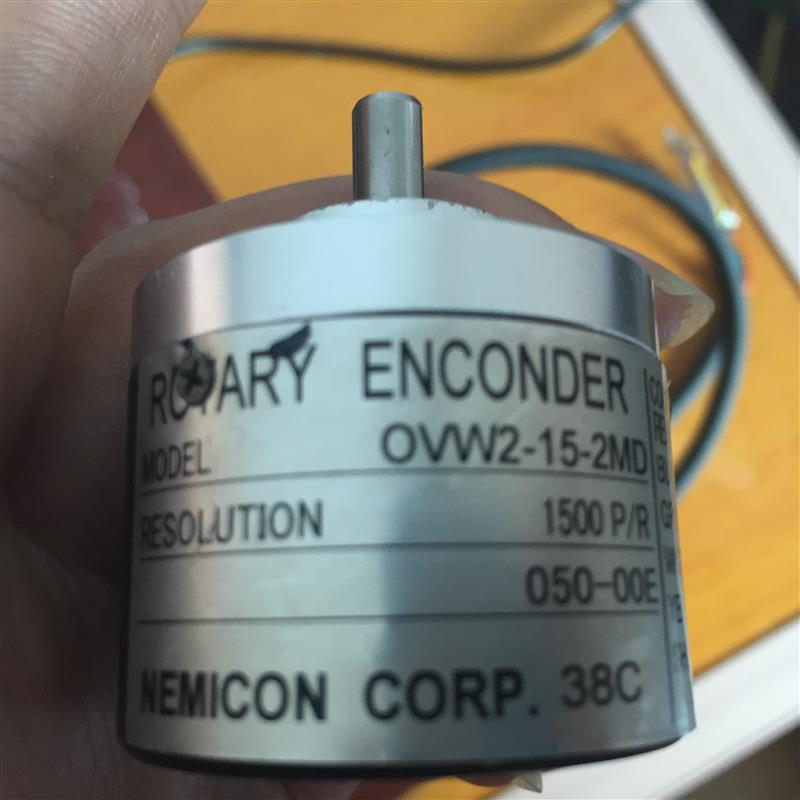 ROTARY ENCONDER
MODEL OVW2-15-2MD
RESOLUTION 1500 P/R
050-00E
NEMICON CORP. 38C